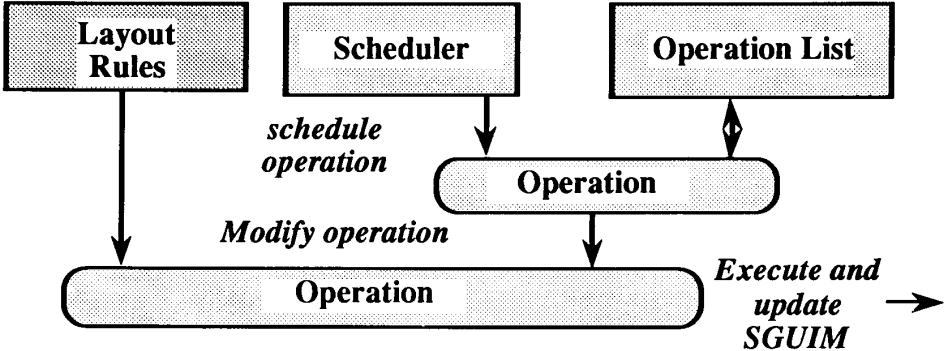 Layout
Rules
Scheduler
Operation List
schedule
operation
Operation
Modify operation
Operation
Execute and
update
SGUIM